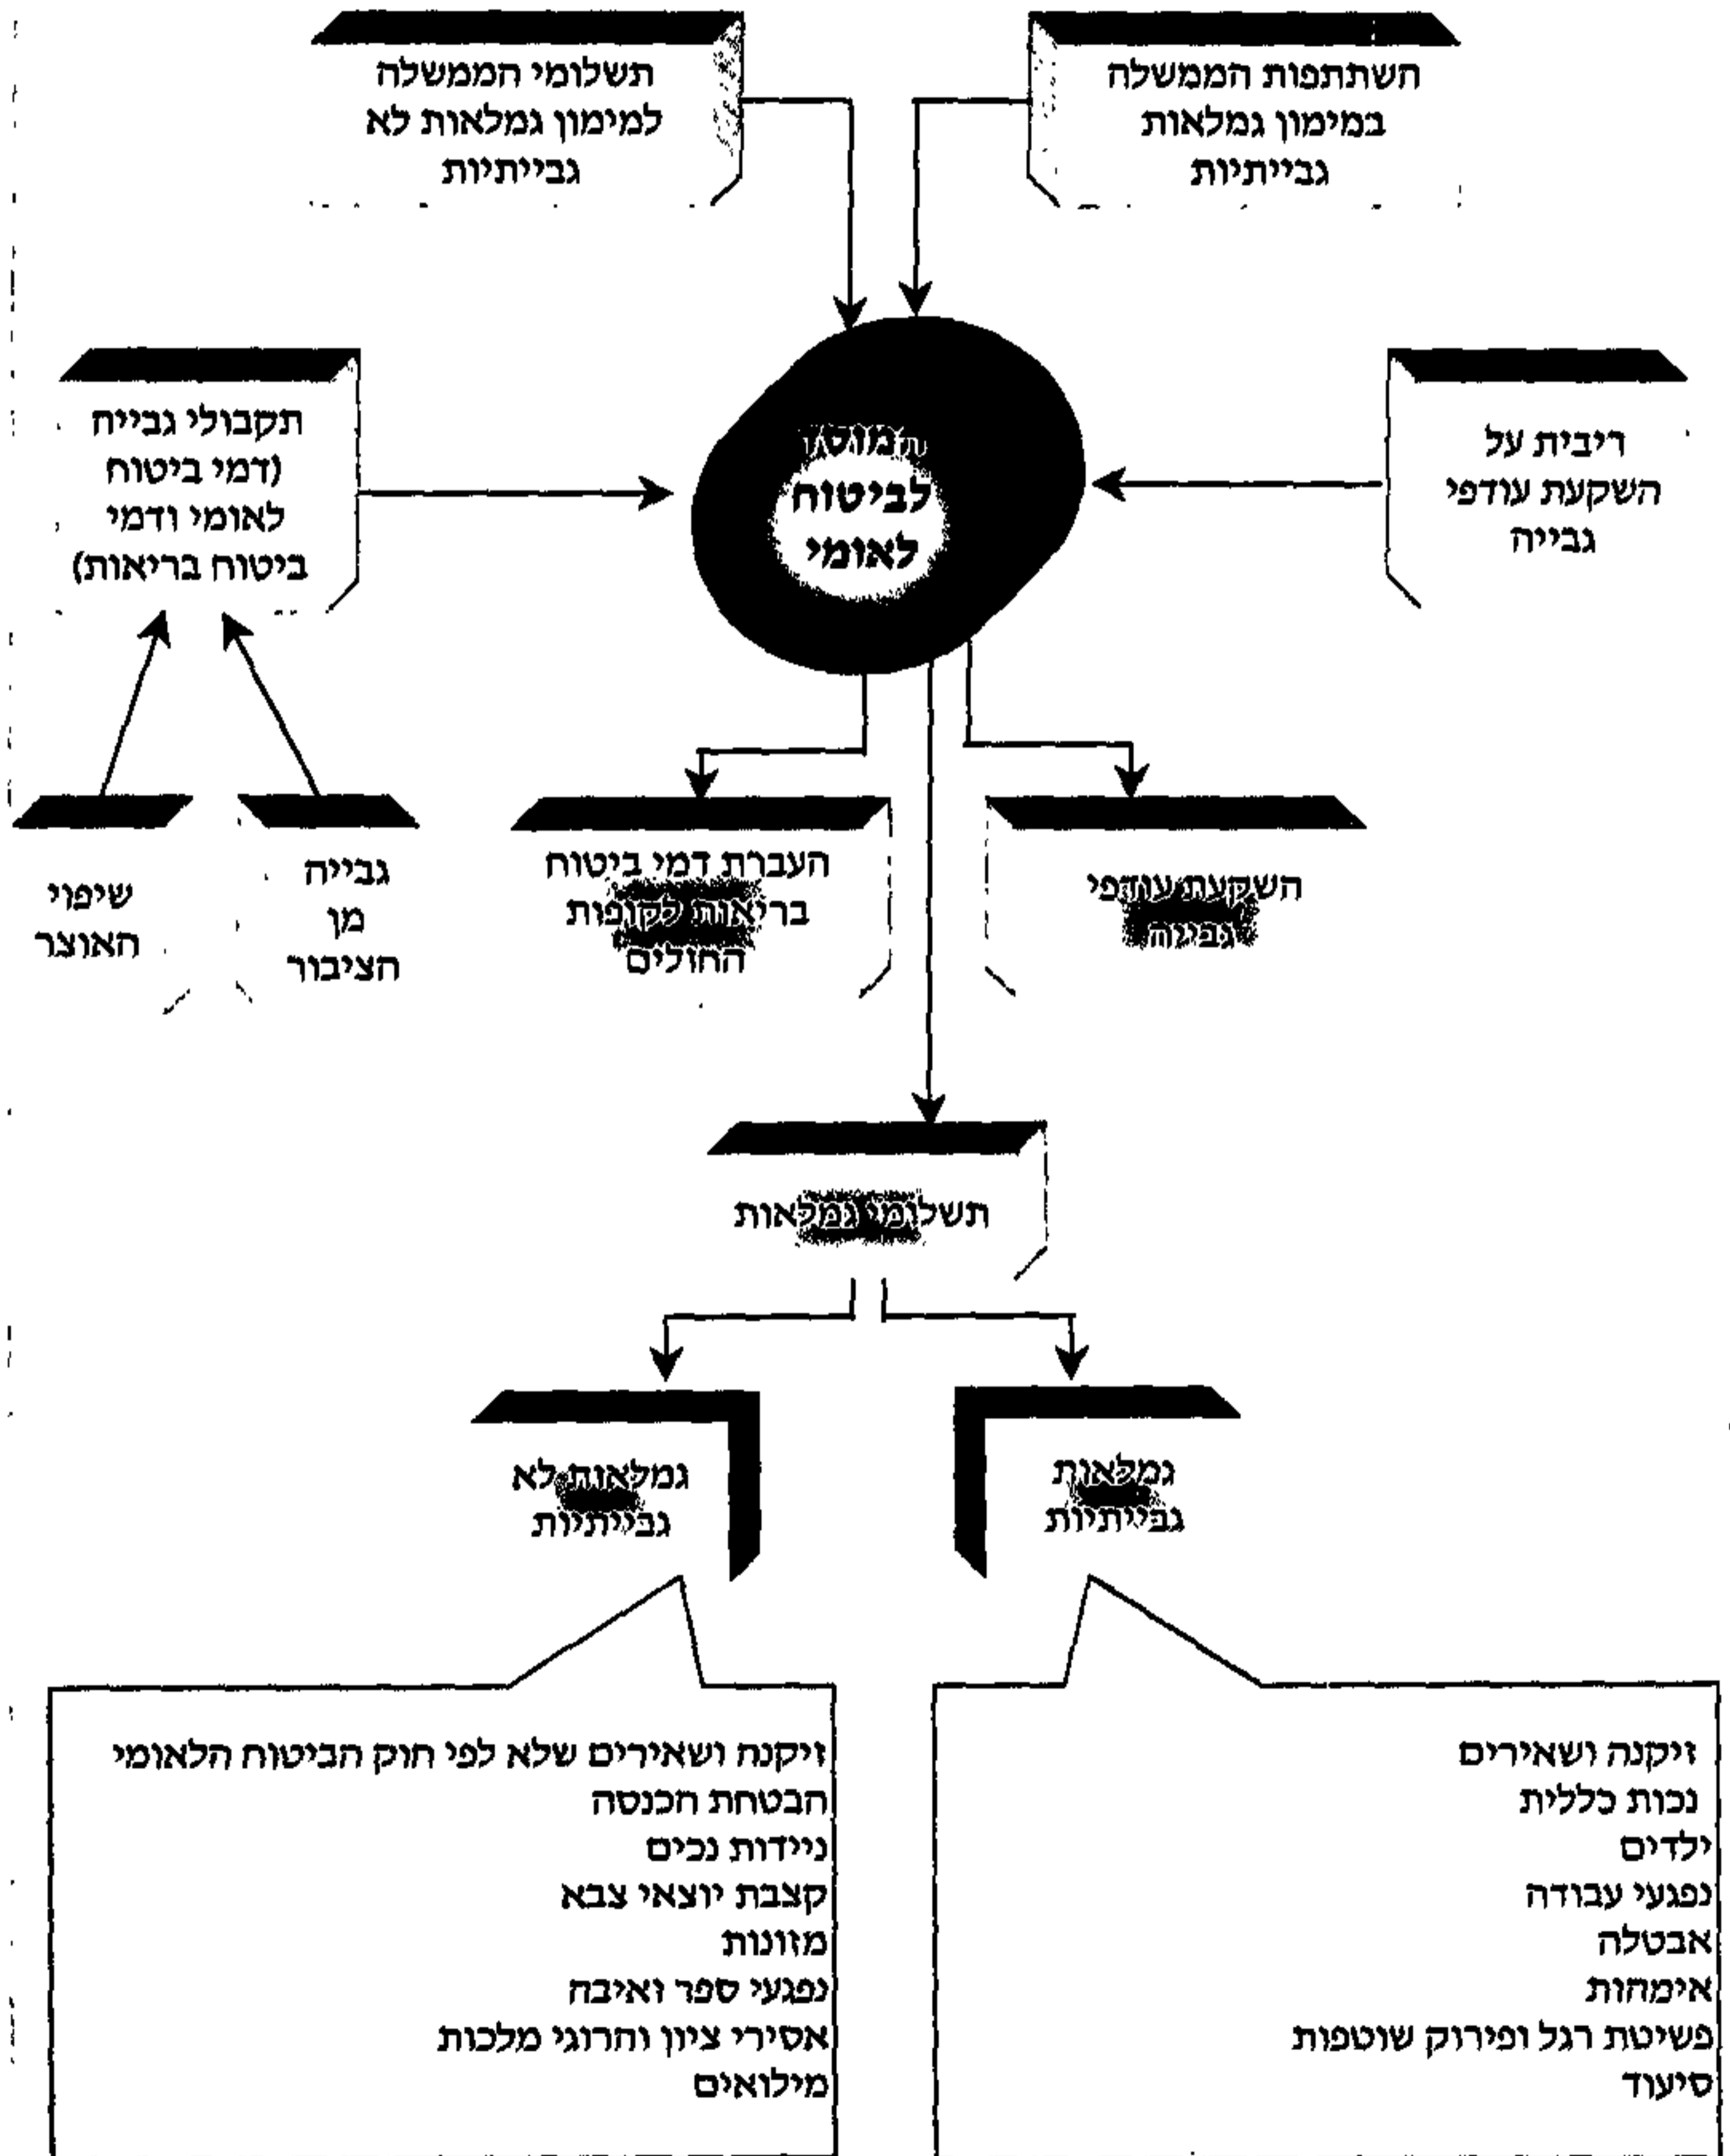 השתתפות הממשלה
במימון גמלאות
גבייתיות
תשלומי הממשלה
למימון גמלאות לא
גבייתיות
ריבית על
השקעת עודפי
גבייה
המוסד
לביטוח
לאומי
תקבולי גבייה
(דמי ביטוח
לאומי ודמי
ביטוח בריאות)
השקעת עודפי
גבייה
העברת דמי ביטוח
בריאות לקופות
החולים
גבייה
מן
הציבור
שיפוי
האוצר
תשלומי גמלאות
גמלאות
גבייתיות
גמלאות לא
גבייתיות
זיקנה ושאירים
נכות כללית
ילדים
נפגעי עבודה
אבטלה
אימהות
פשיטת רגל ופירוק שותפות
סיעוד
זיקנה ושאירים שלא לפי חוק הביטוח הלאומי
הבטחת הכנסה
ניידות נכים
קצבת יוצאי צבא
מזונות
נפגעי ספר ואיבה
אסירי ציון והרוגי מלכות
מילואים